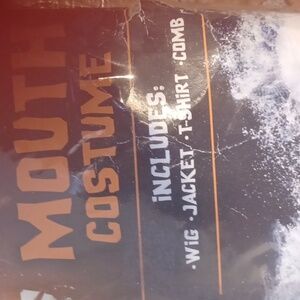 MOUTH
COSTUME
INCLUDES:
·WIG ·JACKET ·T-SHIRT ·COMB